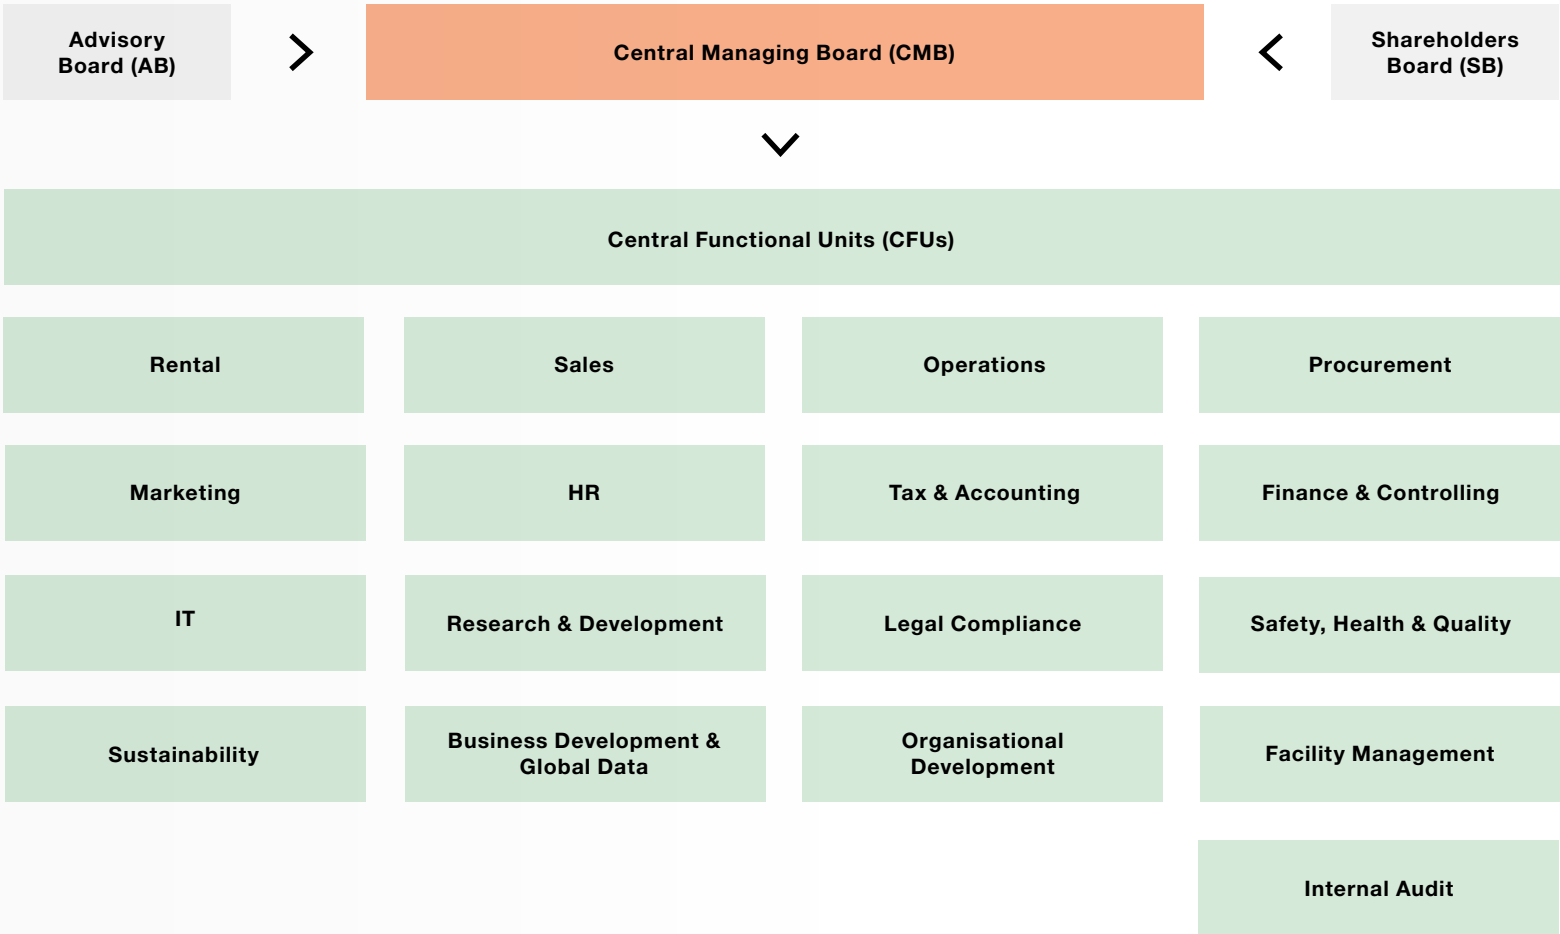 Advisory
Board (AB)
Central Managing Board (CMB)
Shareholders
Board (SB)
Central Functional Units (CFUs)
Rental
Sales
Operations
Procurement
Marketing
HR
Tax & Accounting
Finance & Controlling
IT
Research & Development
Legal Compliance
Safety, Health & Quality
Sustainability
Business Development &
Global Data
Organisational
Development
Facility Management
Internal Audit